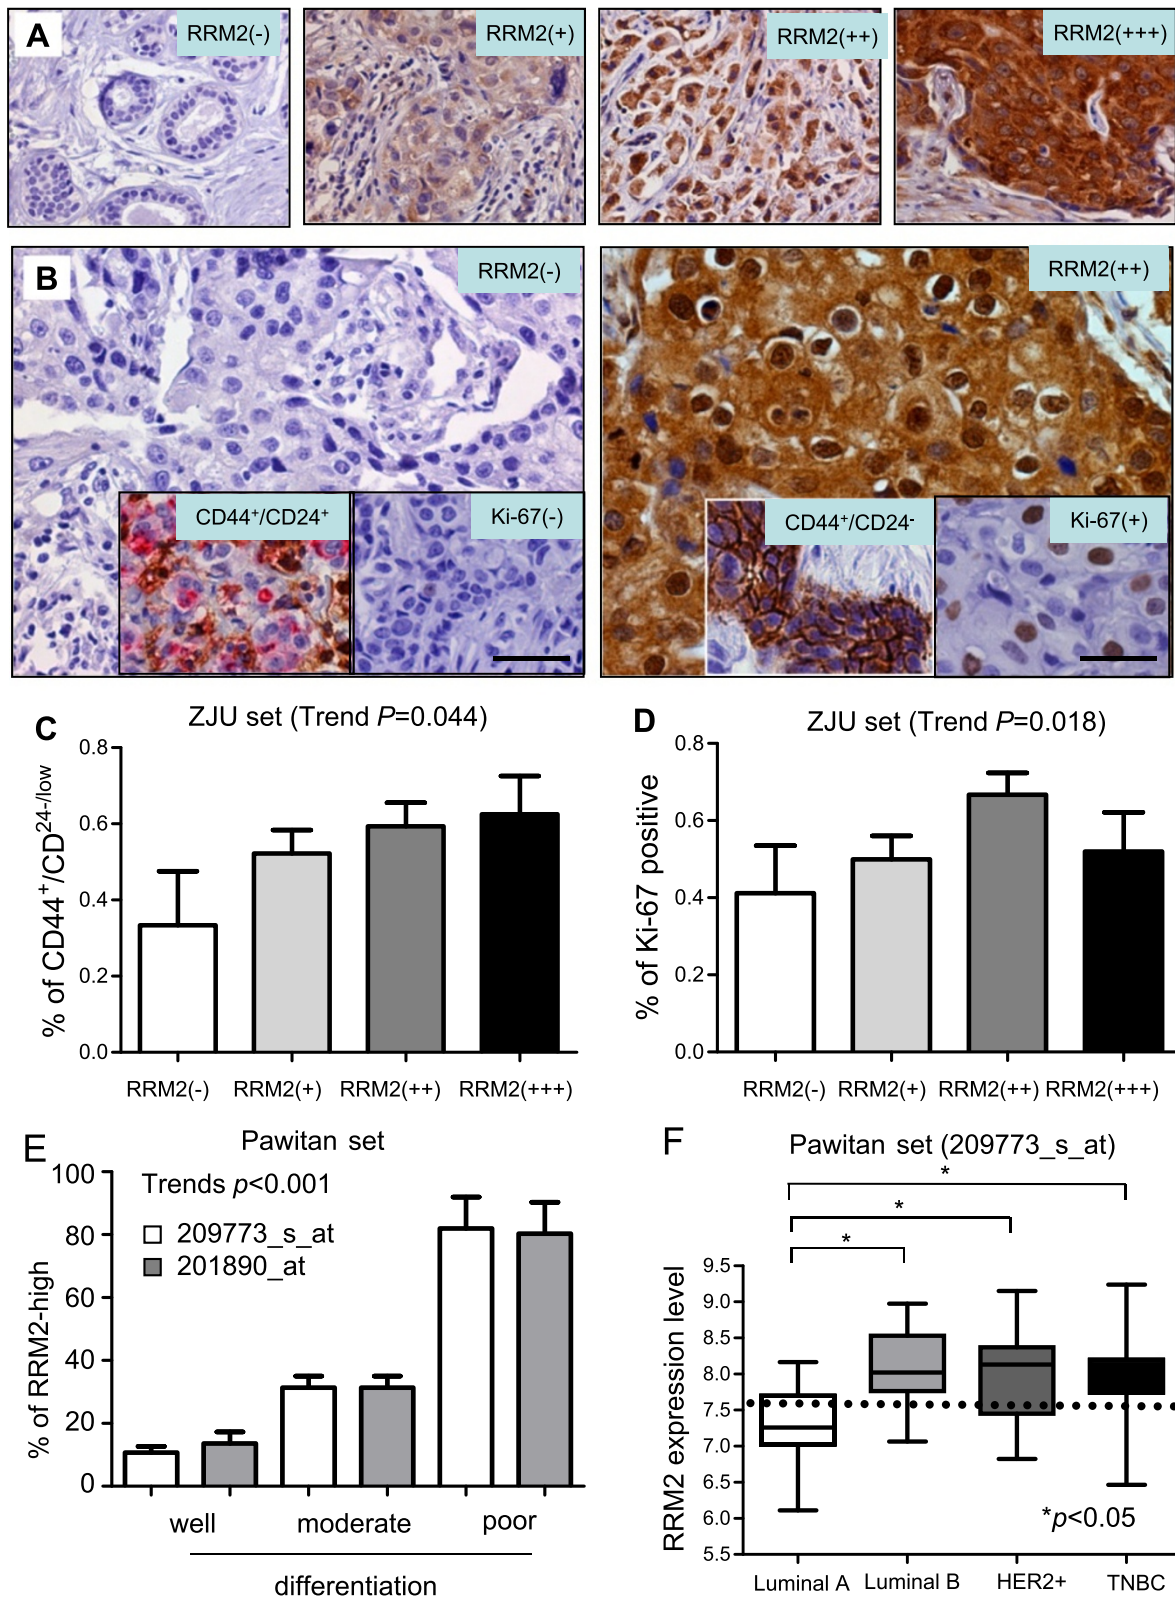 A
RRM2(-)
RRM2(+)
RRM2(++)
RRM2(+++)
B
RRM2(-)
RRM2(++)
CD44⁺/CD24⁺
Ki-67(-)
CD44⁺/CD24⁻
Ki-67(+)
C
ZJU set (Trend P=0.044)
% of CD44⁺/CD24-/low
0.8
0.6
0.4
0.2
0.0
RRM2(-)
RRM2(+)
RRM2(++)
RRM2(+++)
D
ZJU set (Trend P=0.018)
% of Ki-67 positive
0.8
0.6
0.4
0.2
0.0
RRM2(-)
RRM2(+)
RRM2(++)
RRM2(+++)
E
Pawitan set
Trends p<0.001
209773_s_at
201890_at
% of RRM2-high
100
80
60
40
20
0
well
moderate
poor
differentiation
F
Pawitan set (209773_s_at)
*
*
*
RRM2 expression level
9.5
9.0
8.5
8.0
7.5
7.0
6.5
6.0
5.5
*p<0.05
Luminal A
Luminal B
HER2+
TNBC